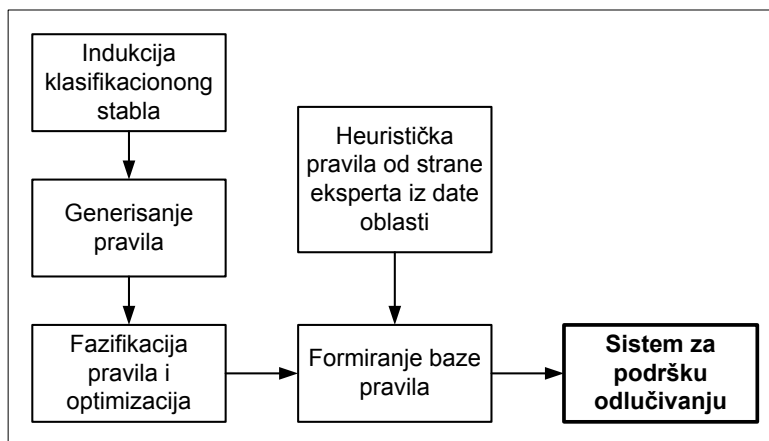 Indukcija
klasifikacionong
stabla
Generisanje
pravila
Fazifikacija
pravila i
optimizacija
Heuristička
pravila od strane
eksperta iz date
oblasti
Formiranje baze
pravila
Sistem za
podršku
odlučivanju